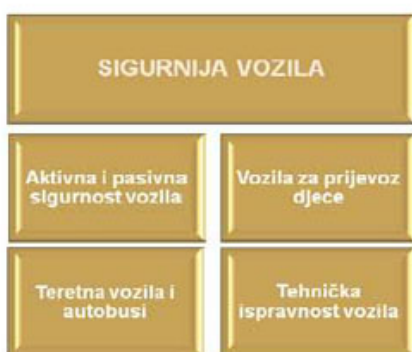 SIGURNIJA VOZILA
Aktivna i pasivna
sigurnost vozila
Vozila za prijevoz
djece
Teretna vozila i
autobusi
Tehnička
ispravnost vozila